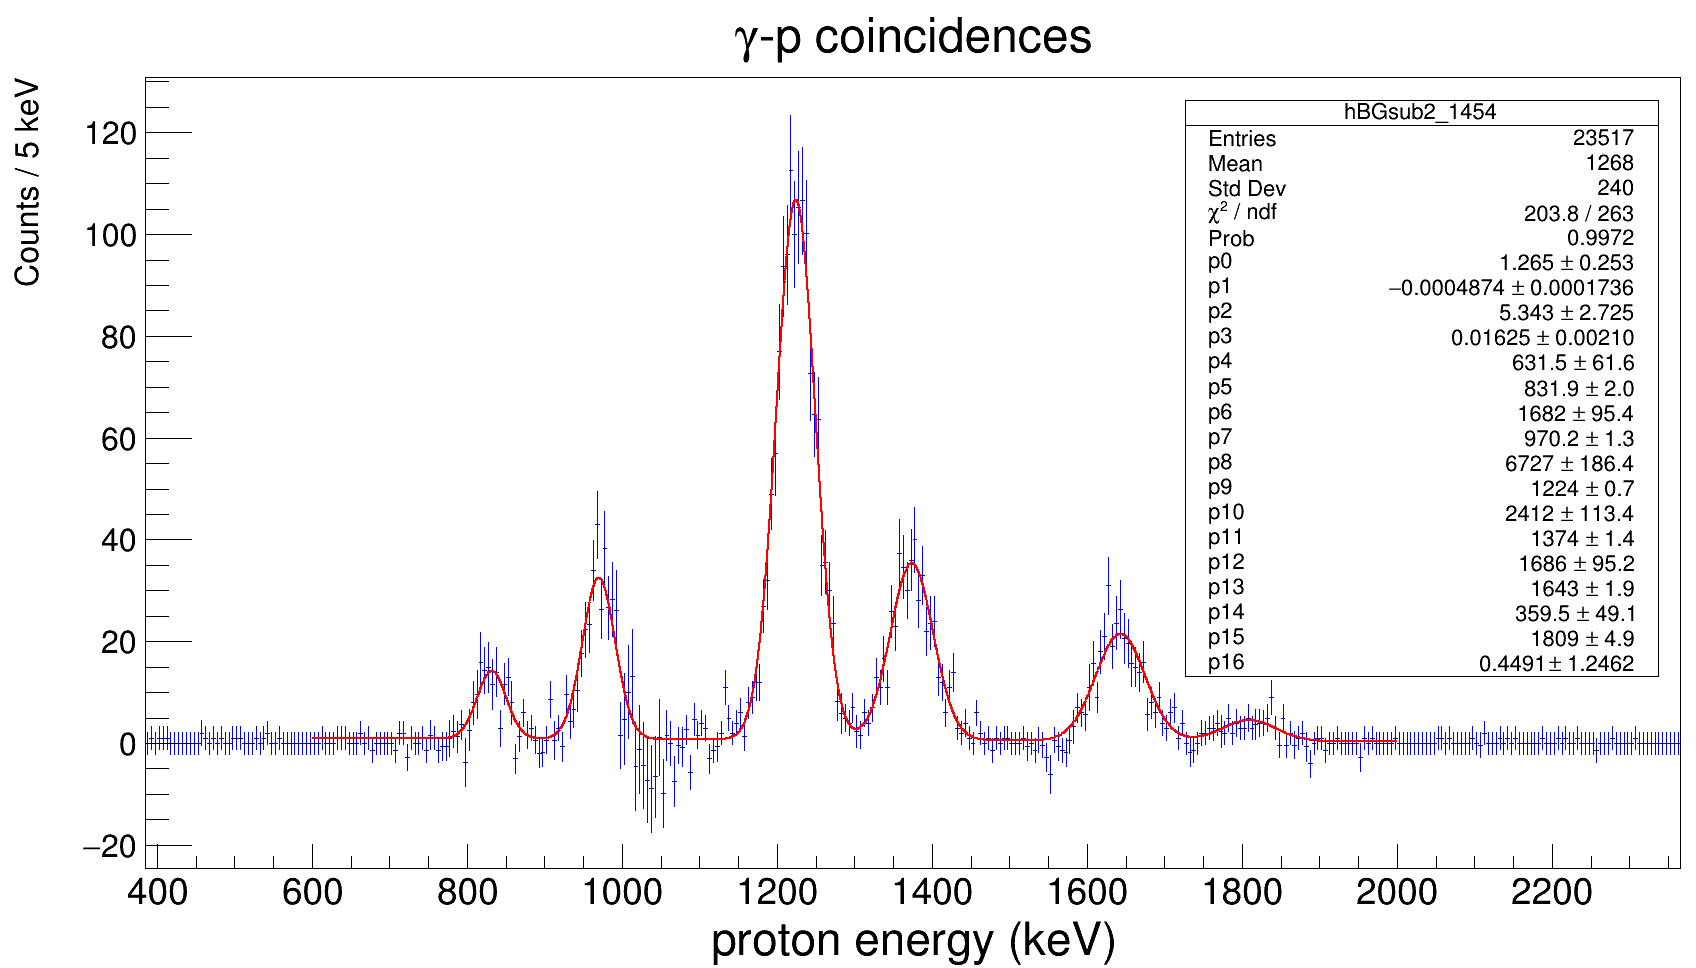 γ-p coincidences
Counts / 5 keV
120
100
80
60
40
20
0
−20
400 600 800 1000 1200 1400 1600 1800 2000 2200
proton energy (keV)
hBGsub2_1454
Entries 23517
Mean 1268
Std Dev 240
χ² / ndf 203.8 / 263
Prob 0.9972
p0 1.265 ± 0.253
p1 −0.0004874 ± 0.0001736
p2 5.343 ± 2.725
p3 0.01625 ± 0.00210
p4 631.5 ± 61.6
p5 831.9 ± 2.0
p6 1682 ± 95.4
p7 970.2 ± 1.3
p8 6727 ± 186.4
p9 1224 ± 0.7
p10 2412 ± 113.4
p11 1374 ± 1.4
p12 1686 ± 95.2
p13 1643 ± 1.9
p14 359.5 ± 49.1
p15 1809 ± 4.9
p16 0.4491 ± 1.2462